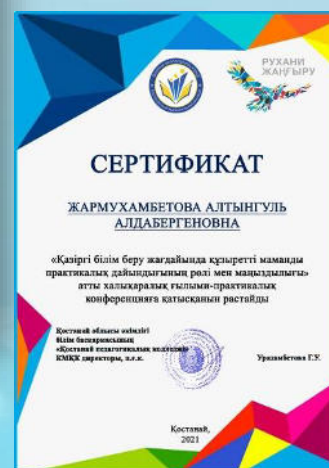 РУХАНИ
ЖАҢҒЫРУ
СЕРТИФИКАТ
ЖАРМУХАМБЕТОВА АЛТЫНГУЛЬ
АЛДАБЕРГЕНОВНА
«Қазіргі білім беру жағдайында құзыретті маманды
практикалық дайындығының рөлі мен маңыздылығы»
атты халықаралық ғылыми-практикалық
конференцияға қатысқанын растайды
Қостанай облысы әкімдігі
білім басқармасының
«Қостанай педагогикалық колледжі»
КМҚК директоры, п.ғ.к.
Уразамбетова Г.У.
Қостанай,
2021